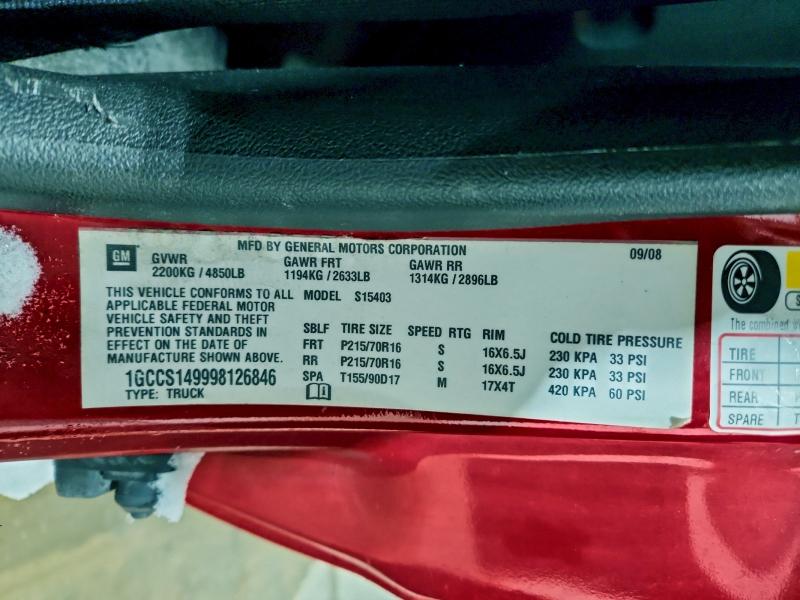 MFD BY GENERAL MOTORS CORPORATION 09/08
GM
GVWR GAWR FRT GAWR RR
2200KG / 4850LB 1194KG / 2633LB 1314KG / 2896LB
THIS VEHICLE CONFORMS TO ALL
APPLICABLE FEDERAL MOTOR
VEHICLE SAFETY AND THEFT
PREVENTION STANDARDS IN
EFFECT ON THE DATE OF
MANUFACTURE SHOWN ABOVE.
1GCCS149998126846
TYPE: TRUCK
MODEL S15403
SBLF TIRE SIZE SPEED RTG RIM COLD TIRE PRESSURE
FRT P215/70R16 S 16X6.5J 230 KPA 33 PSI
RR P215/70R16 S 16X6.5J 230 KPA 33 PSI
SPA T155/90D17 M 17X4T 420 KPA 60 PSI
The combined
TIRE
FRONT
REAR
SPARE T